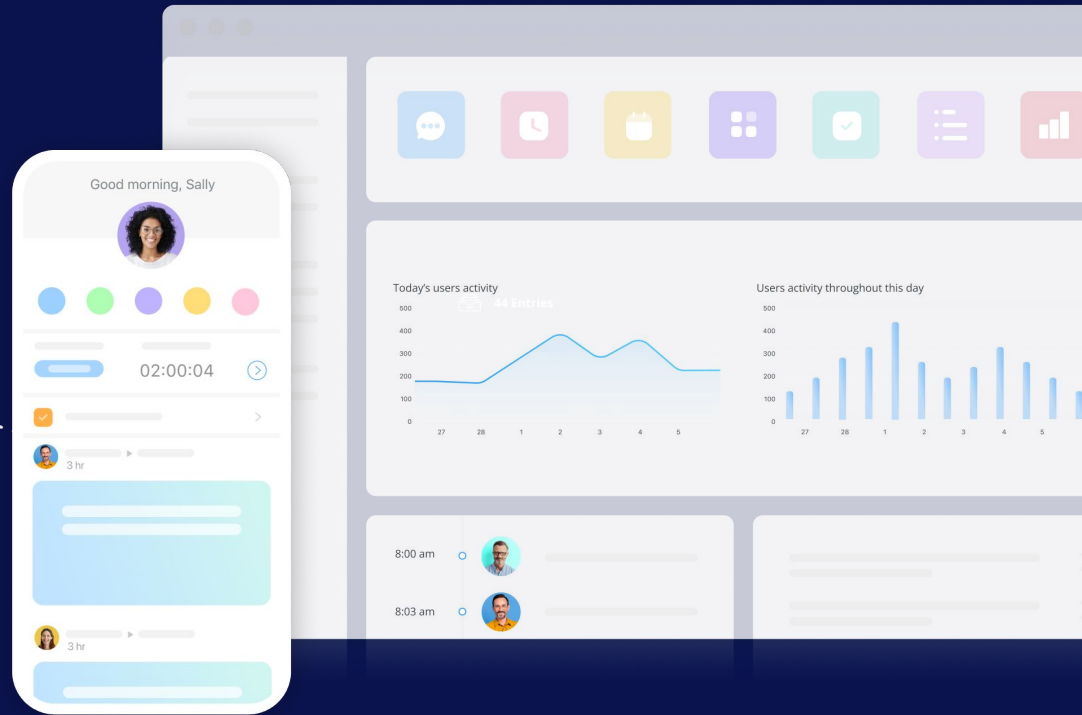 Good morning, Sally
02:00:04
3 hr
3 hr
Today's users activity
44 Entries
500
400
300
200
100
0
27 28 1 2 3 4 5
Users activity throughout this day
500
400
300
200
100
0
27 28 1 2 3 4 5
8:00 am
8:03 am